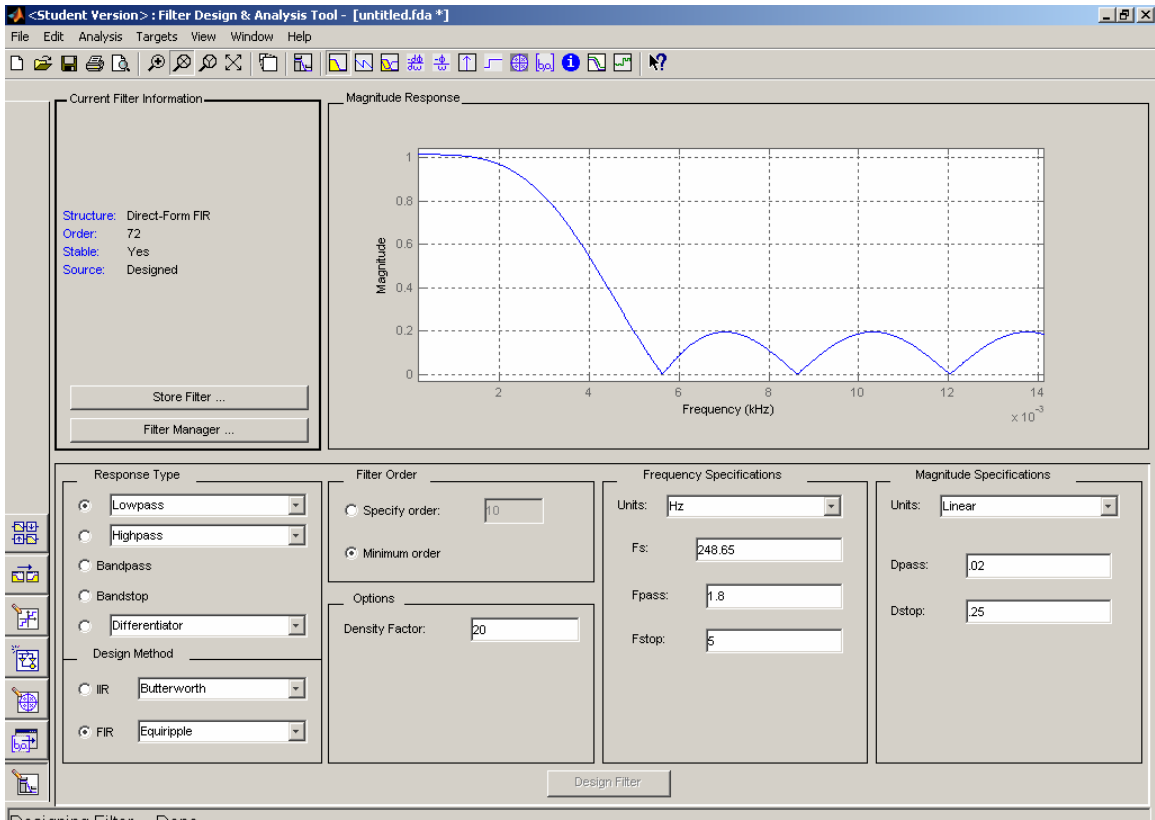 <Student Version> : Filter Design & Analysis Tool - [untitled.fda *]
File Edit Analysis Targets View Window Help
Current Filter Information
Structure: Direct-Form FIR
Order: 72
Stable: Yes
Source: Designed
Store Filter ...
Filter Manager ...
Magnitude Response
Magnitude
1
0.8
0.6
0.4
0.2
0
2 4 6 8 10 12 14
Frequency (kHz)
x 10-3
Response Type
Lowpass
Highpass
Bandpass
Bandstop
Differentiator
Design Method
IIR Butterworth
FIR Equiripple
Filter Order
Specify order: 10
Minimum order
Options
Density Factor: 20
Frequency Specifications
Units: Hz
Fs: 248.65
Fpass: 1.8
Fstop: 5
Magnitude Specifications
Units: Linear
Dpass: .02
Dstop: .25
Design Filter
Designing Filter ... Done